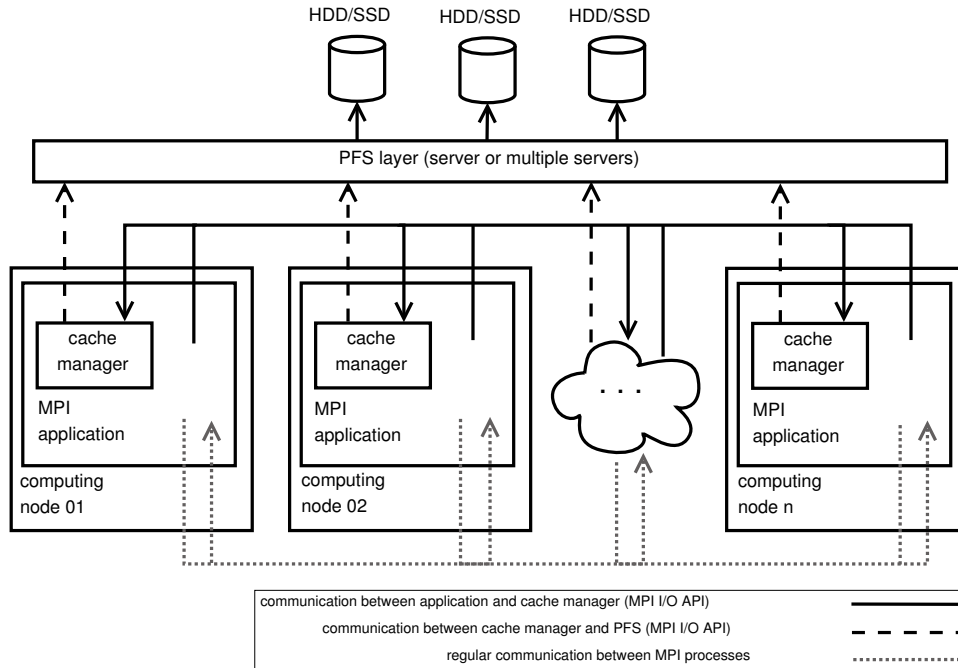 HDD/SSD
HDD/SSD
HDD/SSD
PFS layer (server or multiple servers)
cache
manager
MPI
application
computing
node 01
cache
manager
MPI
application
computing
node 02
. . .
cache
manager
MPI
application
computing
node n
communication between application and cache manager (MPI I/O API)
communication between cache manager and PFS (MPI I/O API)
regular communication between MPI processes